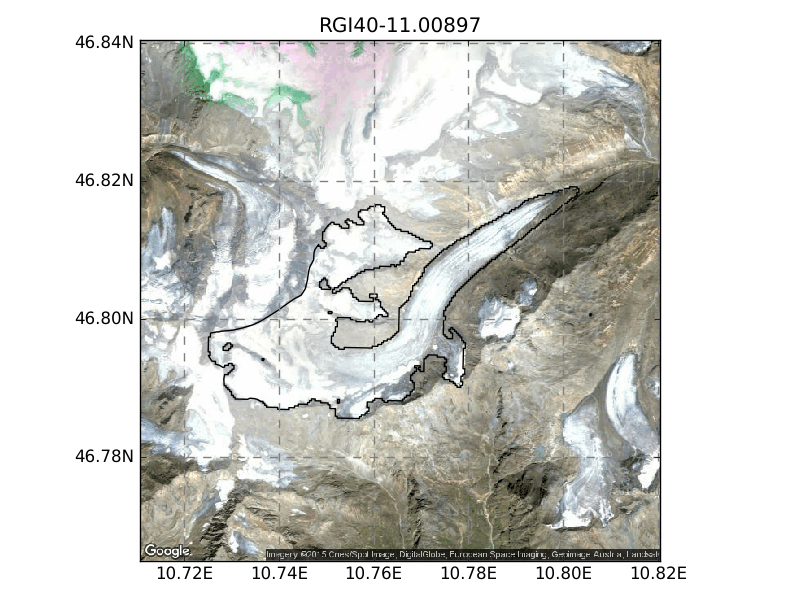 RGI40-11.00897
46.84N
46.82N
46.80N
46.78N
10.72E 10.74E 10.76E 10.78E 10.80E 10.82E
Google
Imagery ©2015 Cnes/Spot Image, DigitalGlobe, European Space Imaging, Geoimage Austria, Landsat